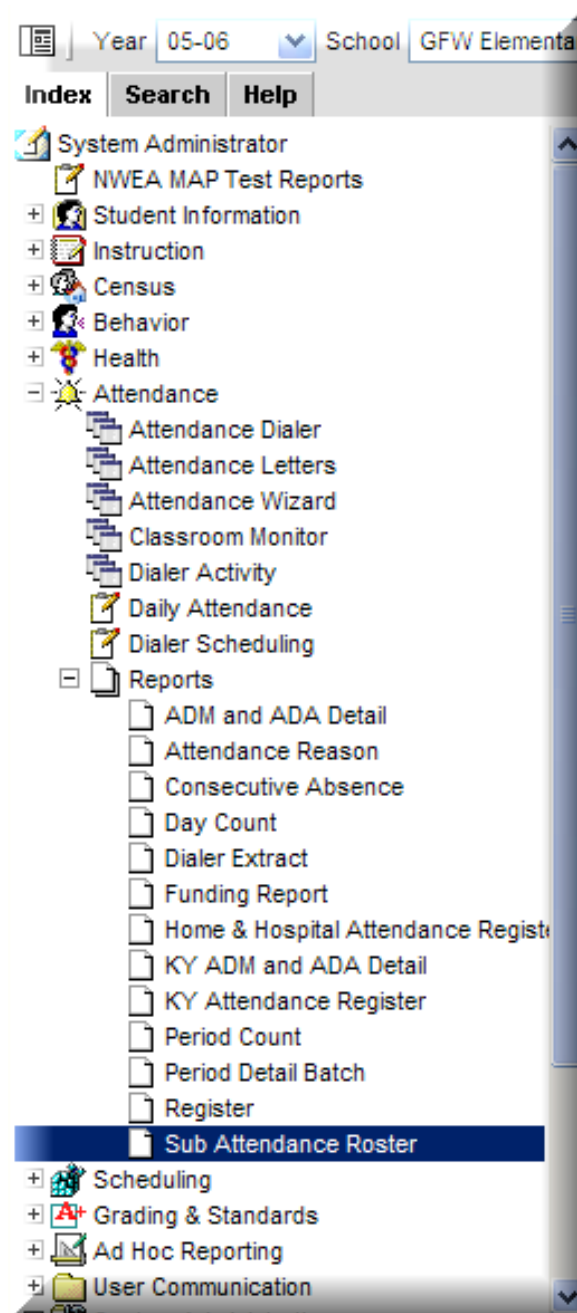 Year 05-06 School GFW Elementa
Index Search Help
System Administrator
NWEA MAP Test Reports
Student Information
Instruction
Census
Behavior
Health
Attendance
Attendance Dialer
Attendance Letters
Attendance Wizard
Classroom Monitor
Dialer Activity
Daily Attendance
Dialer Scheduling
Reports
ADM and ADA Detail
Attendance Reason
Consecutive Absence
Day Count
Dialer Extract
Funding Report
Home & Hospital Attendance Registe
KY ADM and ADA Detail
KY Attendance Register
Period Count
Period Detail Batch
Register
Sub Attendance Roster
Scheduling
Grading & Standards
Ad Hoc Reporting
User Communication